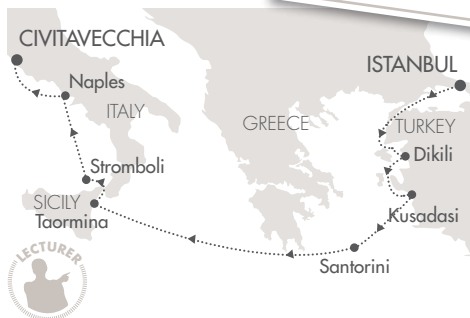 CIVITAVECCHIA
ISTANBUL
Naples
ITALY
GREECE
TURKEY
Dikili
Stromboli
SICILY
Taormina
Kusadasi
Santorini
LECTURER